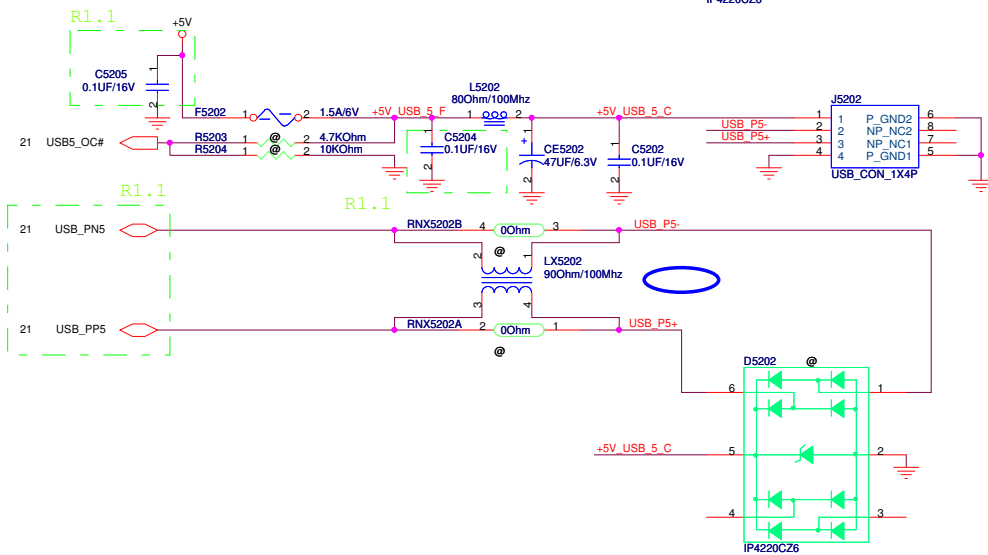 IP4220CZ6
R1.1
+5V
C5205
0.1UF/16V
1
2
F5202 1 2 1.5A/6V
+5V_USB_5_F
L5202
80Ohm/100Mhz
1 2
+5V_USB_5_C
21 USB5_OC#
R5203 1 @ 2 4.7KOhm
R5204 1 @ 2 10KOhm
1
C5204
0.1UF/16V
2
1
+
CE5202
47UF/6.3V
2
1
C5202
0.1UF/16V
2
J5202
1 1 P_GND2 6
USB_P5- 2 2 NP_NC2 8
USB_P5+ 3 3 NP_NC1 7
4 4 P_GND1 5
USB_CON_1X4P
R1.1
R1.1
21 USB_PN5
RNX5202B 4 0Ohm 3
USB_P5-
@
2 1
LX5202
90Ohm/100Mhz
3 4
21 USB_PP5
RNX5202A 2 0Ohm 1
USB_P5+
@
D5202 @
6 1
+5V_USB_5_C 5 2
4 3
IP4220CZ6